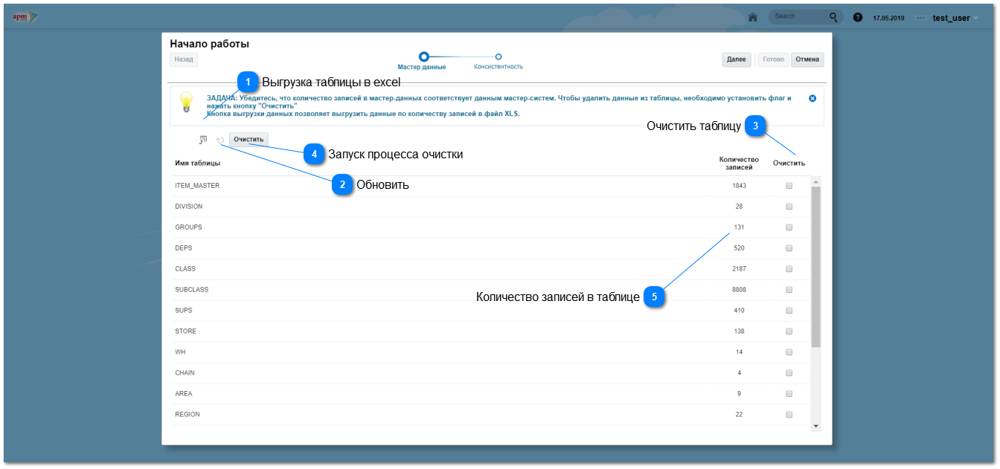 apm
Search
17.05.2019
test_user
Начало работы
Назад
Мастер данные
Консистентность
Далее
Готово
Отмена
1 Выгрузка таблицы в excel
ЗАДАЧА: Убедитесь, что количество записей в мастер-данных соответствует данным мастер-систем. Чтобы удалить данные из таблицы, необходимо установить флаг и
нажать кнопку "Очистить"
Кнопка выгрузки данных позволяет выгрузить данные по количеству записей в файл XLS.
Очистить таблицу 3
Очистить
4 Запуск процесса очистки
2 Обновить
Имя таблицы Количество записей Очистить
ITEM_MASTER 1843
DIVISION 28
GROUPS 131
DEPS 520
CLASS 2187
SUBCLASS 8808
Количество записей в таблице 5
SUPS 410
STORE 138
WH 14
CHAIN 4
AREA 9
REGION 22